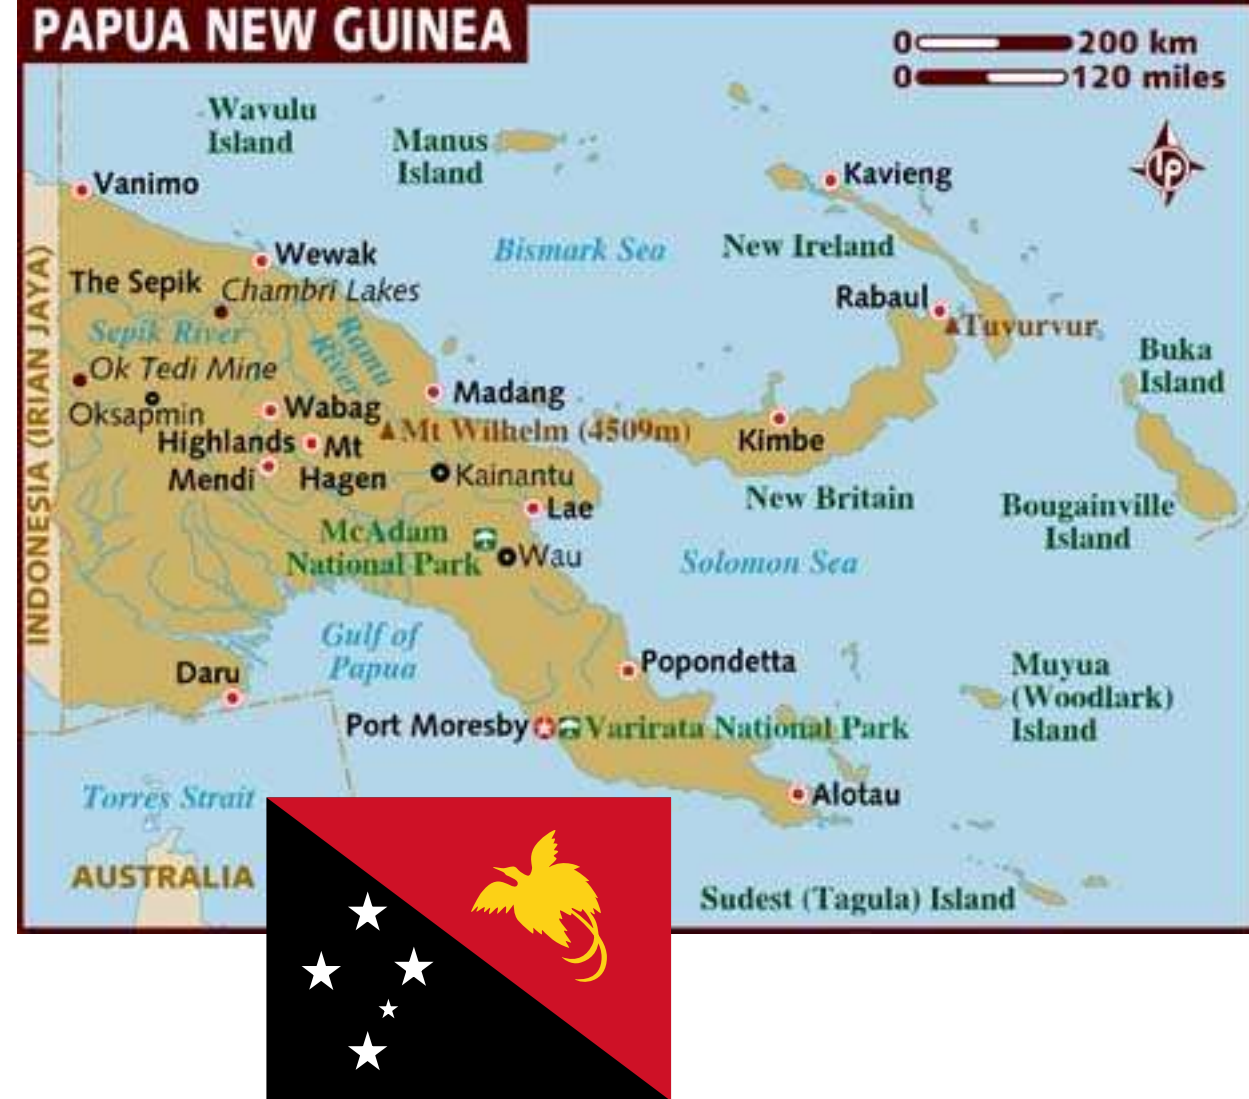 PAPUA NEW GUINEA
0 200 km
0 120 miles
Wavulu
Island
Manus
Island
Vanimo
Kavieng
LP
Bismark Sea
New Ireland
Wewak
The Sepik
Chambri Lakes
Rabaul
Tuvurvur
Sepik River
Ramu
River
Buka
Island
Ok Tedi Mine
Oksapmin
Wabag
Madang
Mt Wilhelm (4509m)
Kimbe
Highlands
Mt
Hagen
Mendi
Kainantu
New Britain
Lae
Bougainville
Island
McAdam
National Park
Wau
Solomon Sea
INDONESIA (IRIAN JAYA)
Gulf of
Papua
Daru
Popondetta
Muyua
(Woodlark)
Island
Port Moresby
Varirata National Park
Torres Strait
Alotau
AUSTRALIA
Sudest (Tagula) Island